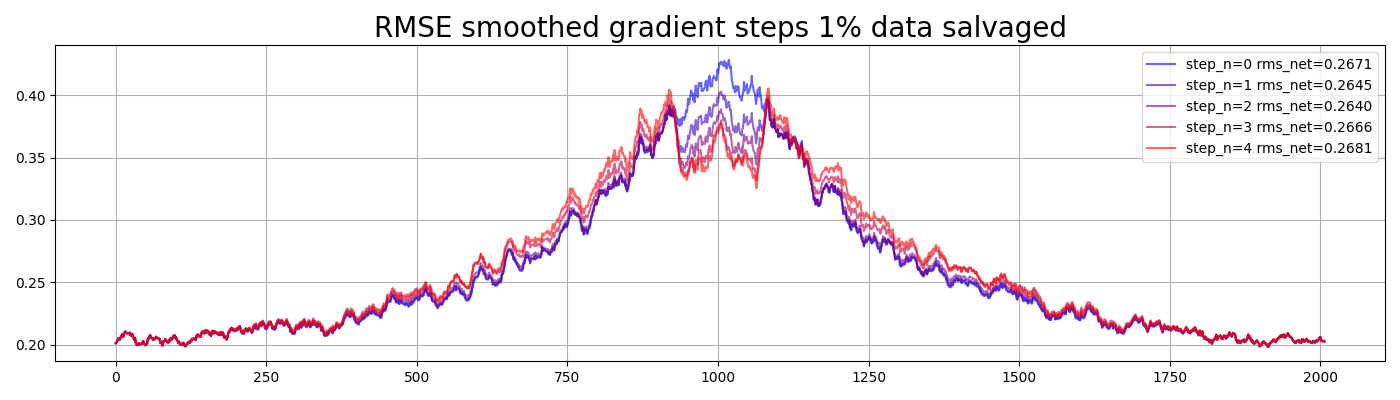 RMSE smoothed gradient steps 1% data salvaged
step_n=0 rms_net=0.2671
step_n=1 rms_net=0.2645
step_n=2 rms_net=0.2640
step_n=3 rms_net=0.2666
step_n=4 rms_net=0.2681
0.40
0.35
0.30
0.25
0.20
0 250 500 750 1000 1250 1500 1750 2000